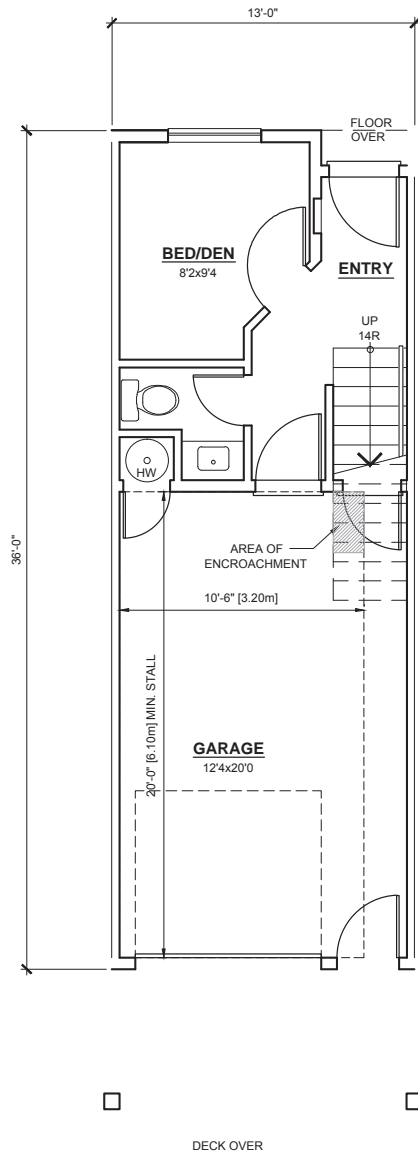 13'-0"
FLOOR
OVER
BED/DEN
8'2x9'4
ENTRY
UP
14R
HW
36'-0"
AREA OF
ENCROACHMENT
10'-6" [3.20m]
20'-0" [6.10m] MIN. STALL
GARAGE
12'4x20'0
DECK OVER